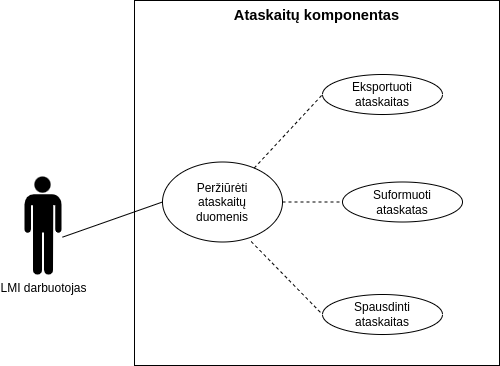 Ataskaitų komponentas
Eksportuoti
ataskaitas
Peržiūrėti
ataskaitų
duomenis
Suformuoti
ataskatas
LMI darbuotojas
Spausdinti
ataskaitas